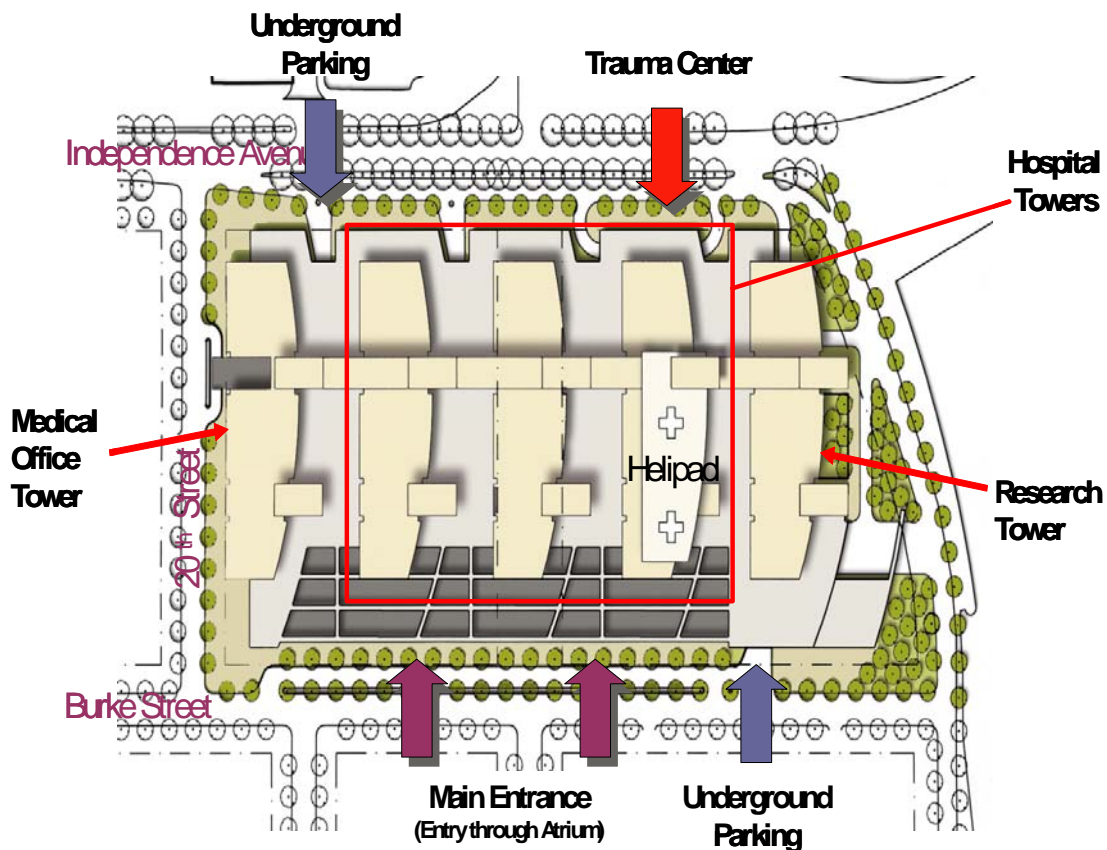 Underground
Parking
Trauma Center
Independence Avenu
Hospital
Towers
Medical
Office
Tower
20th Street
Helipad
Research
Tower
Burke Street
Main Entrance
(Entry through Atrium)
Underground
Parking